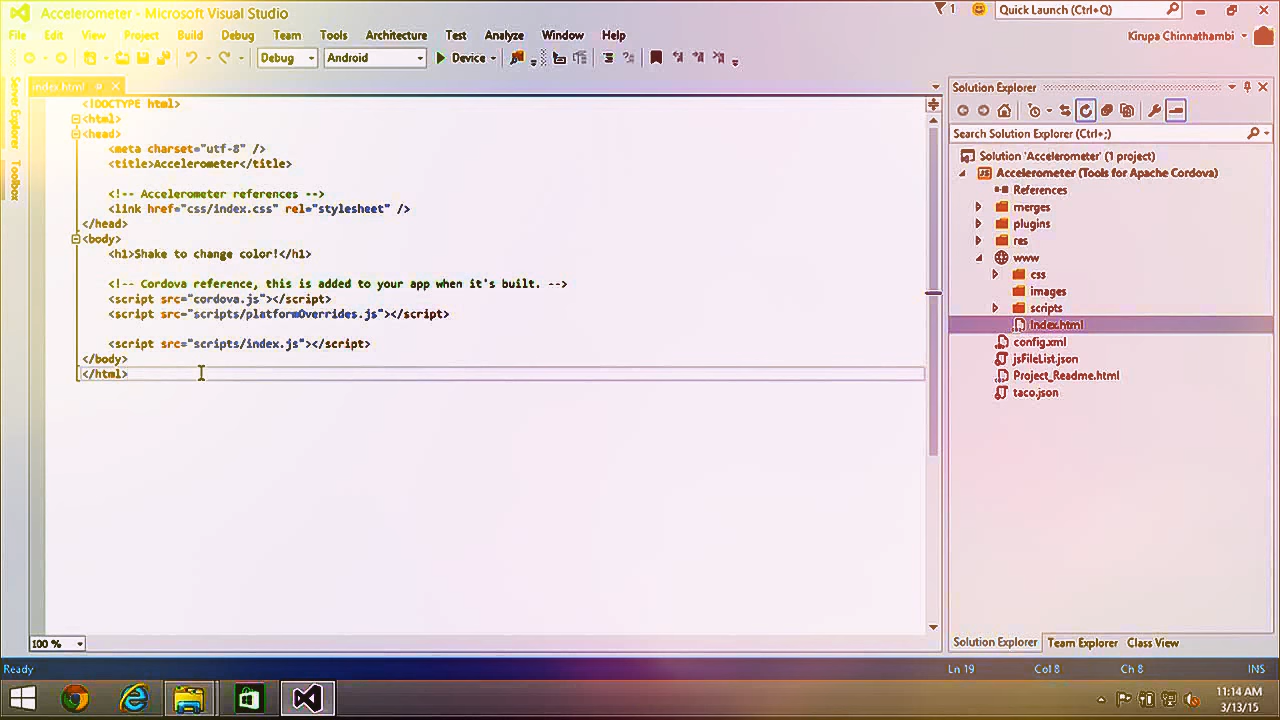 Accelerometer - Microsoft Visual Studio
1
Quick Launch (Ctrl+Q)
File Edit View Project Build Debug Team Tools Architecture Test Analyze Window Help
Kirupa Chinnathambi
Debug Android Device
index.html
Server Explorer
Toolbox
<!DOCTYPE html>
<html>
<head>
<meta charset="utf-8" />
<title>Accelerometer</title>
<!-- Accelerometer references -->
<link href="css/index.css" rel="stylesheet" />
</head>
<body>
<h1>Shake to change color!</h1>
<!-- Cordova reference, this is added to your app when it's built. -->
<script src="cordova.js"></script>
<script src="scripts/platformOverrides.js"></script>
<script src="scripts/index.js"></script>
</body>
</html>
100 %
Solution Explorer
Search Solution Explorer (Ctrl+;)
Solution 'Accelerometer' (1 project)
JS Accelerometer (Tools for Apache Cordova)
References
merges
plugins
res
www
css
images
scripts
index.html
config.xml
jsFileList.json
Project_Readme.html
taco.json
Solution Explorer Team Explorer Class View
Ready
Ln 19 Col 8 Ch 8 INS
11:14 AM
3/13/15